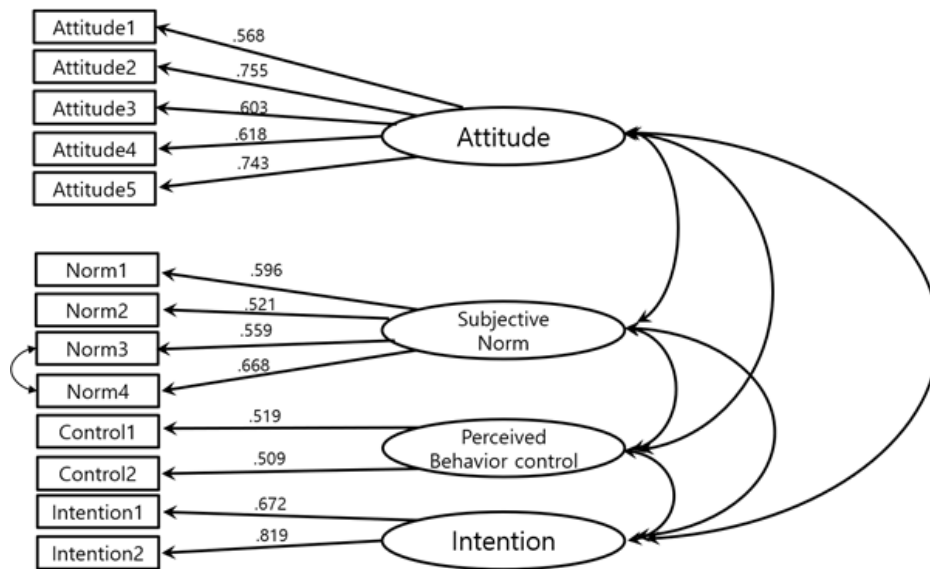 Attitude1
.568
Attitude2
.755
Attitude3
.603
Attitude4
.618
Attitude5
.743
Attitude
Norm1
.596
Norm2
.521
Norm3
.559
Norm4
.668
Subjective
Norm
Control1
.519
Control2
.509
Perceived
Behavior control
Intention1
.672
Intention2
.819
Intention